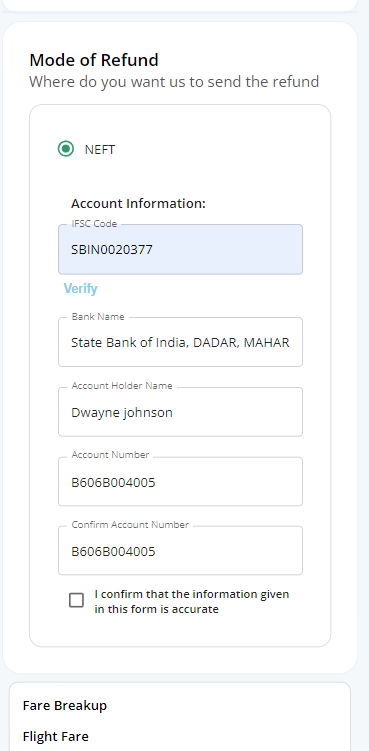 Mode of Refund
Where do you want us to send the refund
NEFT
Account Information:
IFSC Code
SBIN0020377
Verify
Bank Name
State Bank of India, DADAR, MAHAR
Account Holder Name
Dwayne johnson
Account Number
B606B004005
Confirm Account Number
B606B004005
I confirm that the information given
in this form is accurate
Fare Breakup
Flight Fare